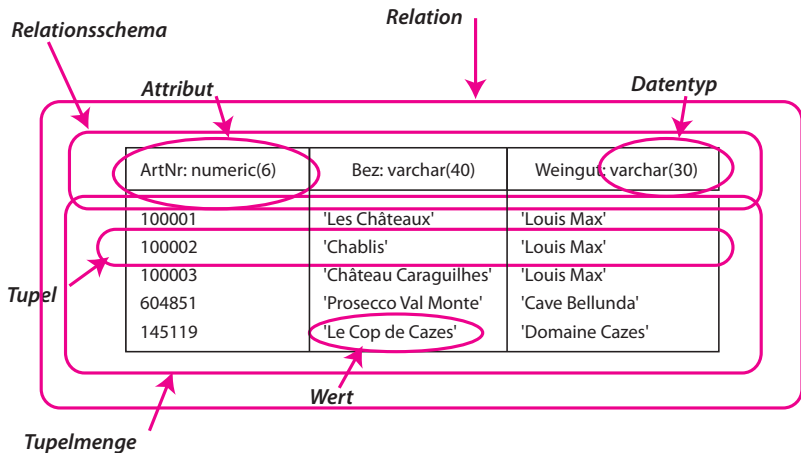 Relation
Relationsschema
Attribut
Datentyp
ArtNr: numeric(6) Bez: varchar(40) Weingut: varchar(30)
100001 'Les Châteaux' 'Louis Max'
100002 'Chablis' 'Louis Max'
100003 'Château Caraguilhes' 'Louis Max'
Tupel
604851 'Prosecco Val Monte' 'Cave Bellunda'
145119 'Le Cop de Cazes' 'Domaine Cazes'
Wert
Tupelmenge